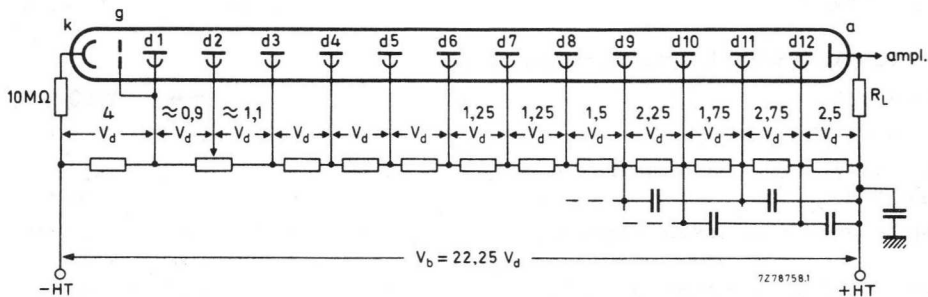 k g d1 d2 d3 d4 d5 d6 d7 d8 d9 d10 d11 d12 a
ampl.
10MΩ
R_L
4 ≈0,9 ≈1,1 1,25 1,25 1,5 2,25 1,75 2,75 2,5
V_d V_d V_d V_d V_d V_d V_d V_d V_d V_d V_d V_d V_d
V_b = 22,25 V_d
7Z78758.1
-HT
+HT